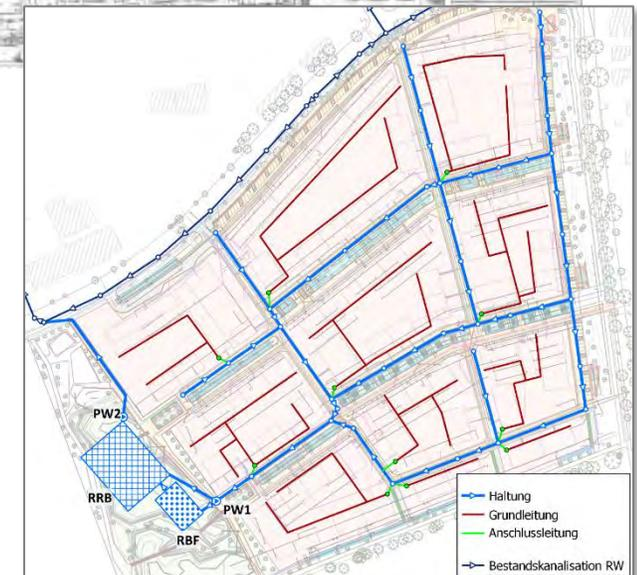 PW2
RRB
RBF
PW1
Haltung
Grundleitung
Anschlussleitung
Bestandskanalisation RW